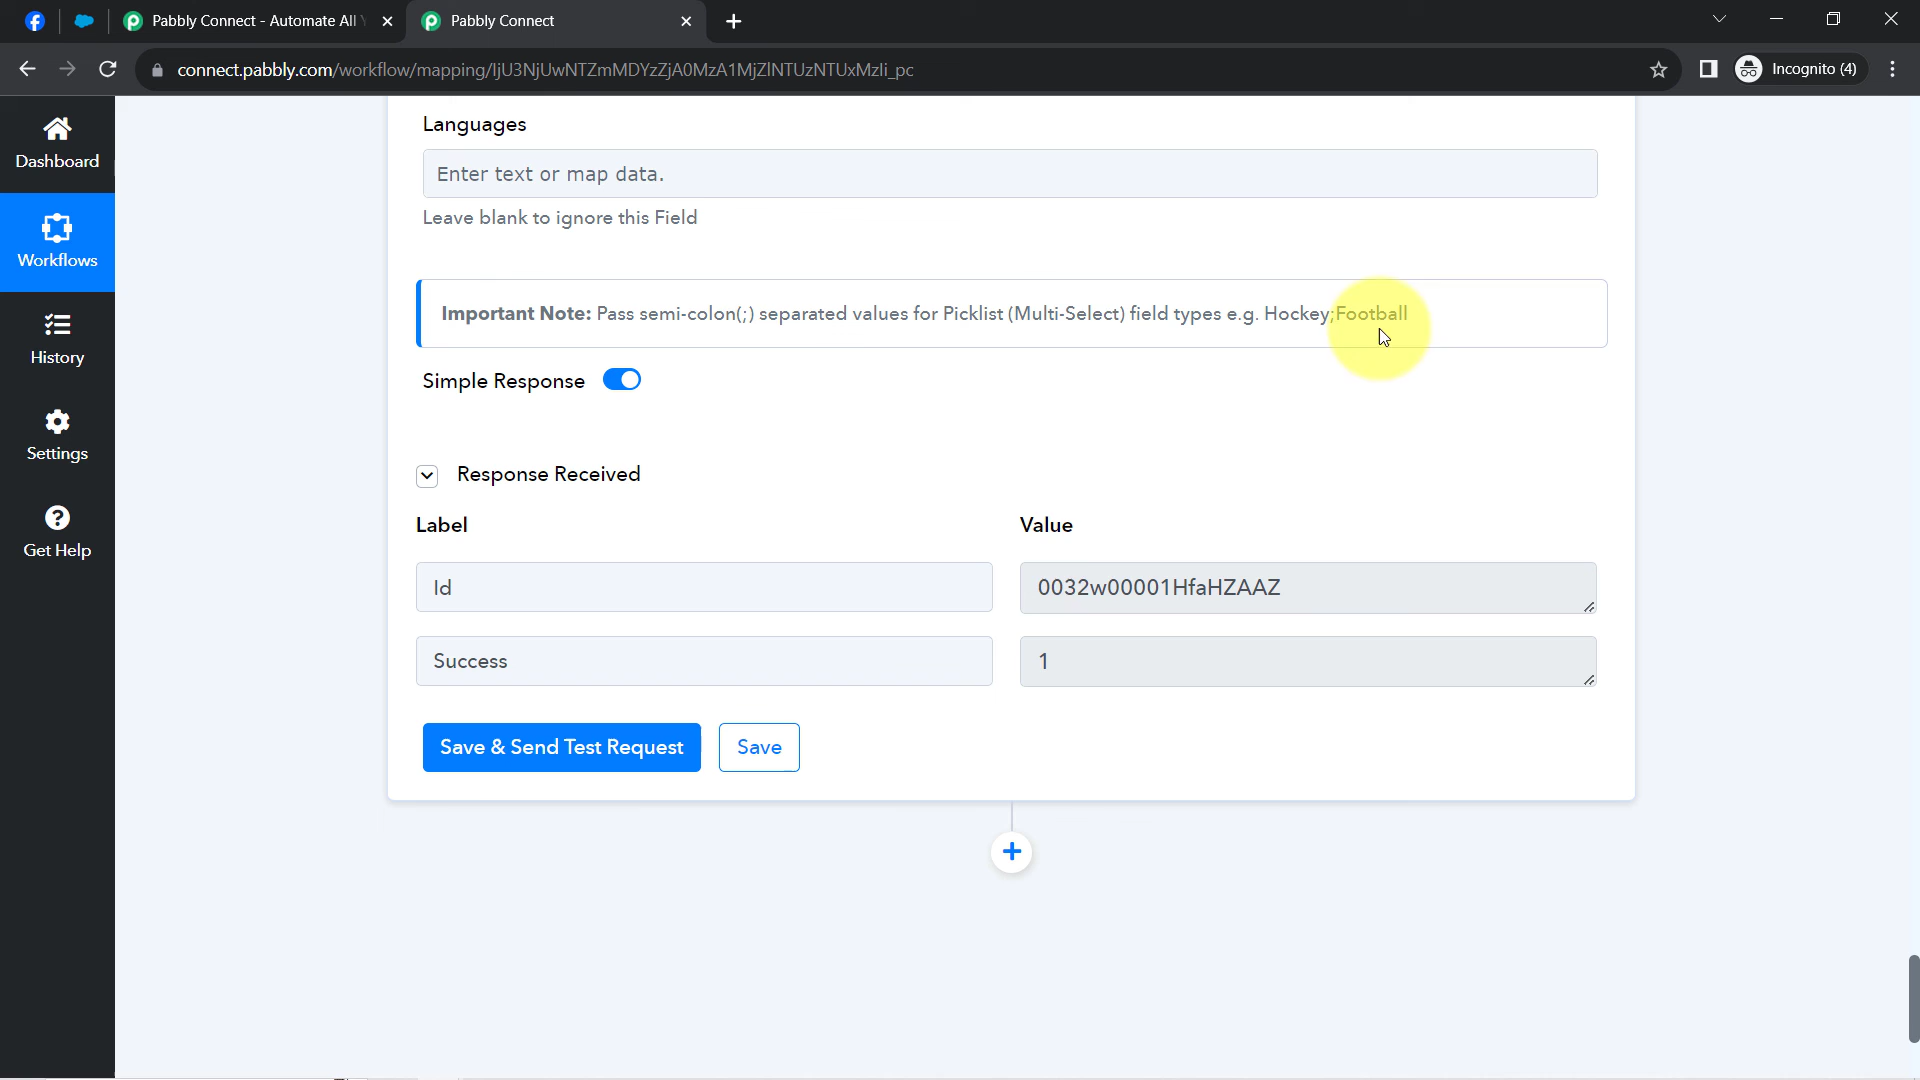 Pabbly Connect - Automate All Y
Pabbly Connect
connect.pabbly.com/workflow/mapping/IjU3NjUwNTZmMDYzZjA0MzA1MjZlNTUzNTUxMzIi_pc
Incognito (4)
Dashboard
Workflows
History
Settings
Get Help
Languages
Enter text or map data.
Leave blank to ignore this Field
Important Note: Pass semi-colon(;) separated values for Picklist (Multi-Select) field types e.g. Hockey;Football
Simple Response
Response Received
Label Value
Id 0032w00001HfaHZAAZ
Success 1
Save & Send Test Request Save